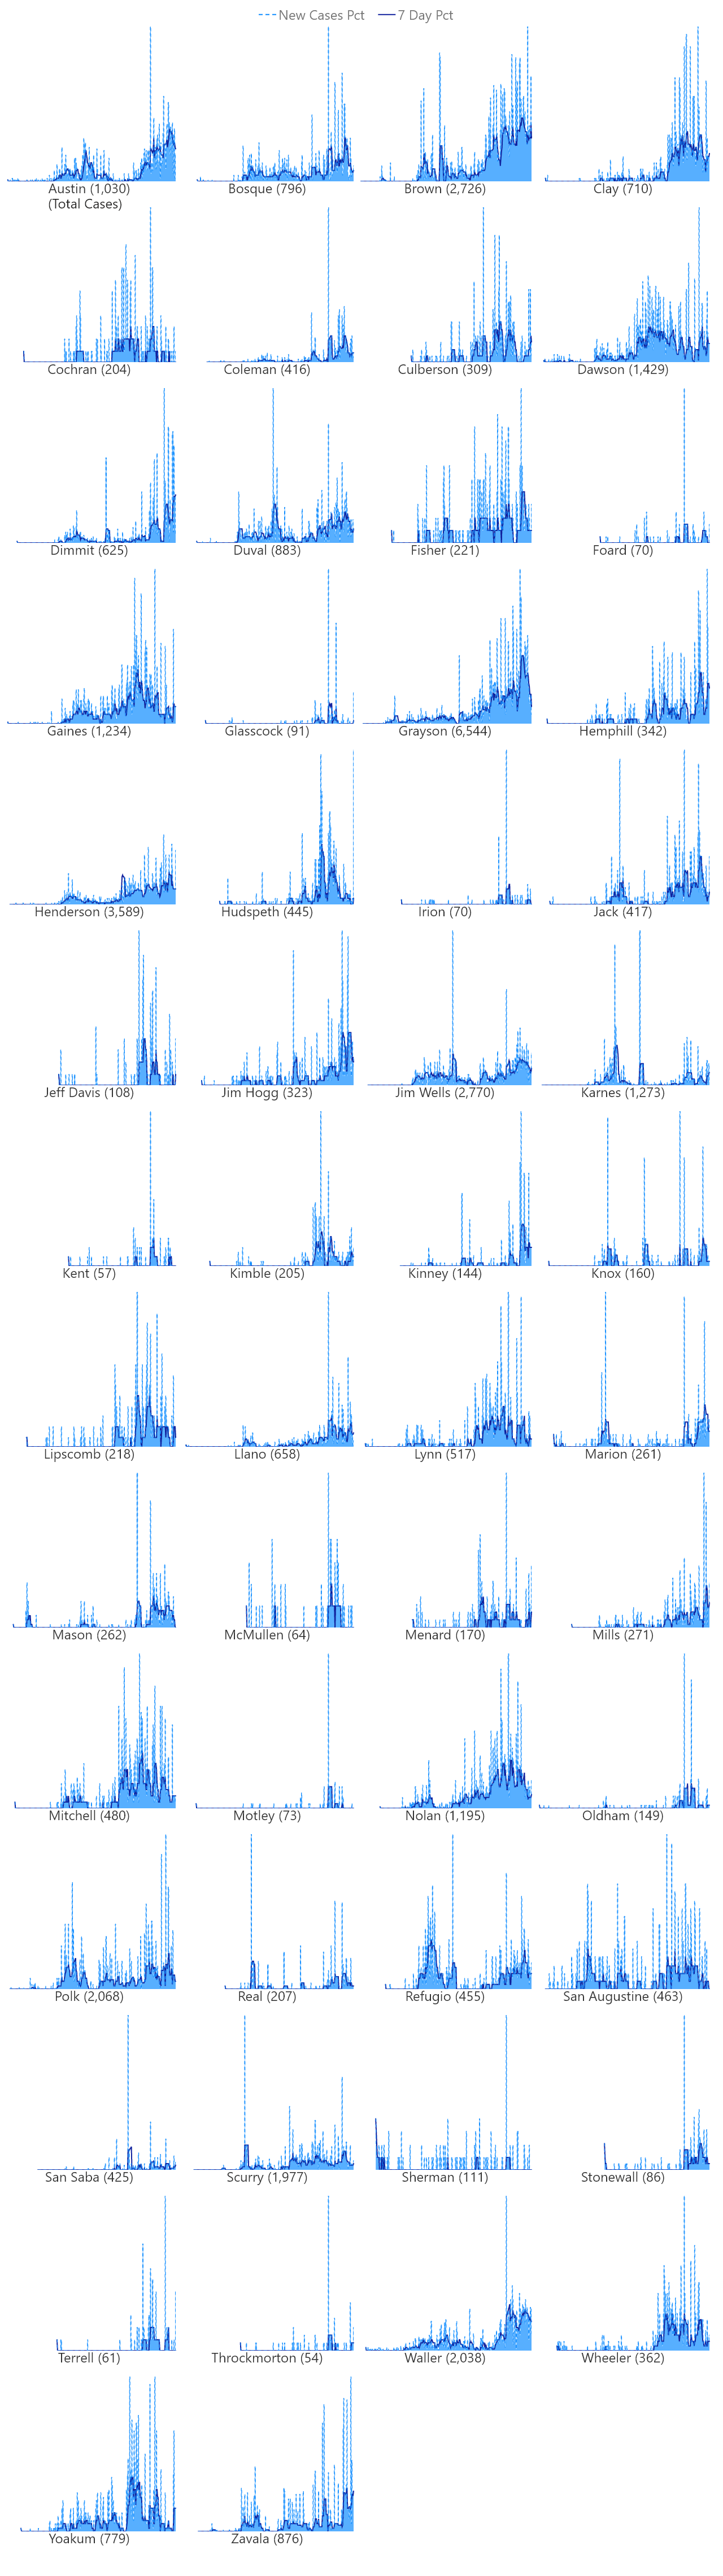 New Cases Pct 7 Day Pct
Austin (1,030) Bosque (796) Brown (2,726) Clay (710)
(Total Cases)
Cochran (204) Coleman (416) Culberson (309) Dawson (1,429)
Dimmit (625) Duval (883) Fisher (221) Foard (70)
Gaines (1,234) Glasscock (91) Grayson (6,544) Hemphill (342)
Henderson (3,589) Hudspeth (445) Irion (70) Jack (417)
Jeff Davis (108) Jim Hogg (323) Jim Wells (2,770) Karnes (1,273)
Kent (57) Kimble (205) Kinney (144) Knox (160)
Lipscomb (218) Llano (658) Lynn (517) Marion (261)
Mason (262) McMullen (64) Menard (170) Mills (271)
Mitchell (480) Motley (73) Nolan (1,195) Oldham (149)
Polk (2,068) Real (207) Refugio (455) San Augustine (463)
San Saba (425) Scurry (1,977) Sherman (111) Stonewall (86)
Terrell (61) Throckmorton (54) Waller (2,038) Wheeler (362)
Yoakum (779) Zavala (876)